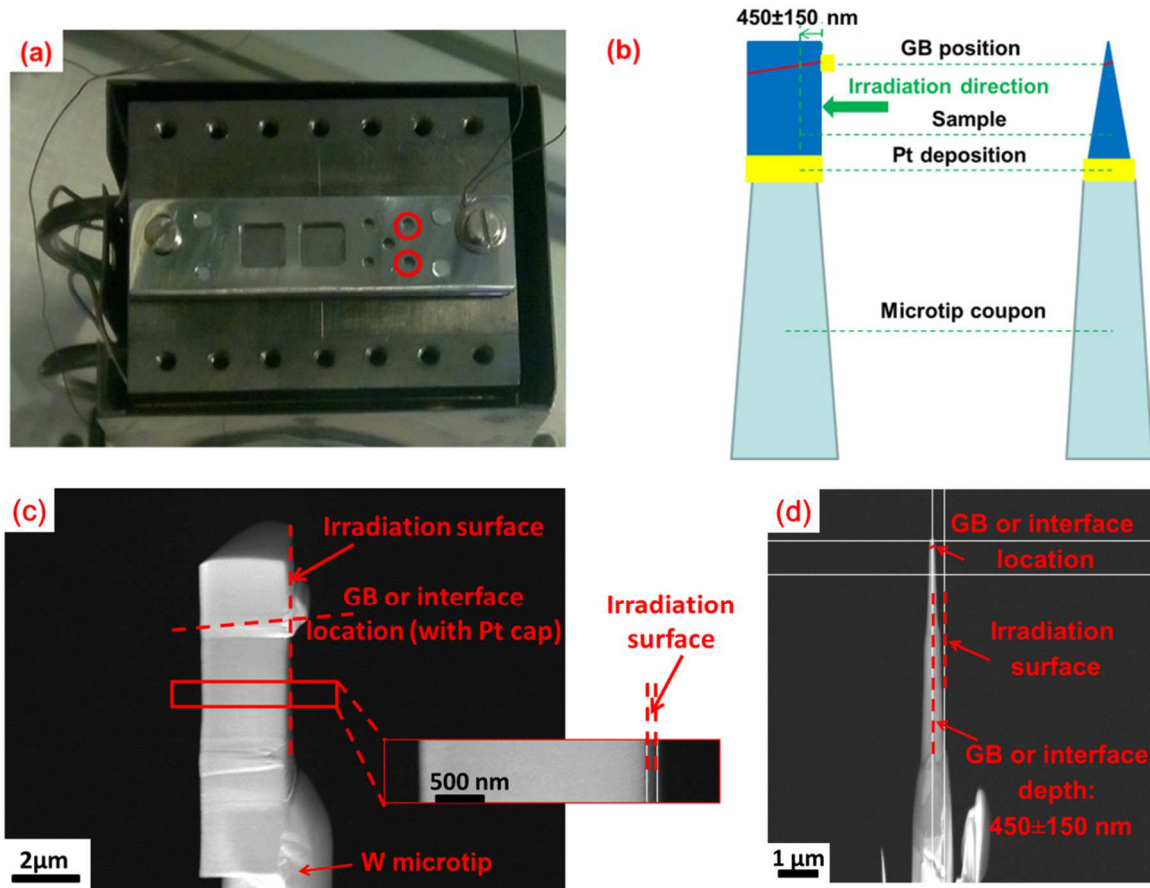 (a)
(b)
450±150 nm
GB position
Irradiation direction
Sample
Pt deposition
Microtip coupon
(c)
Irradiation surface
GB or interface
location (with Pt cap)
Irradiation
surface
500 nm
W microtip
2μm
(d)
GB or interface
location
Irradiation
surface
GB or interface
depth:
450±150 nm
1 μm